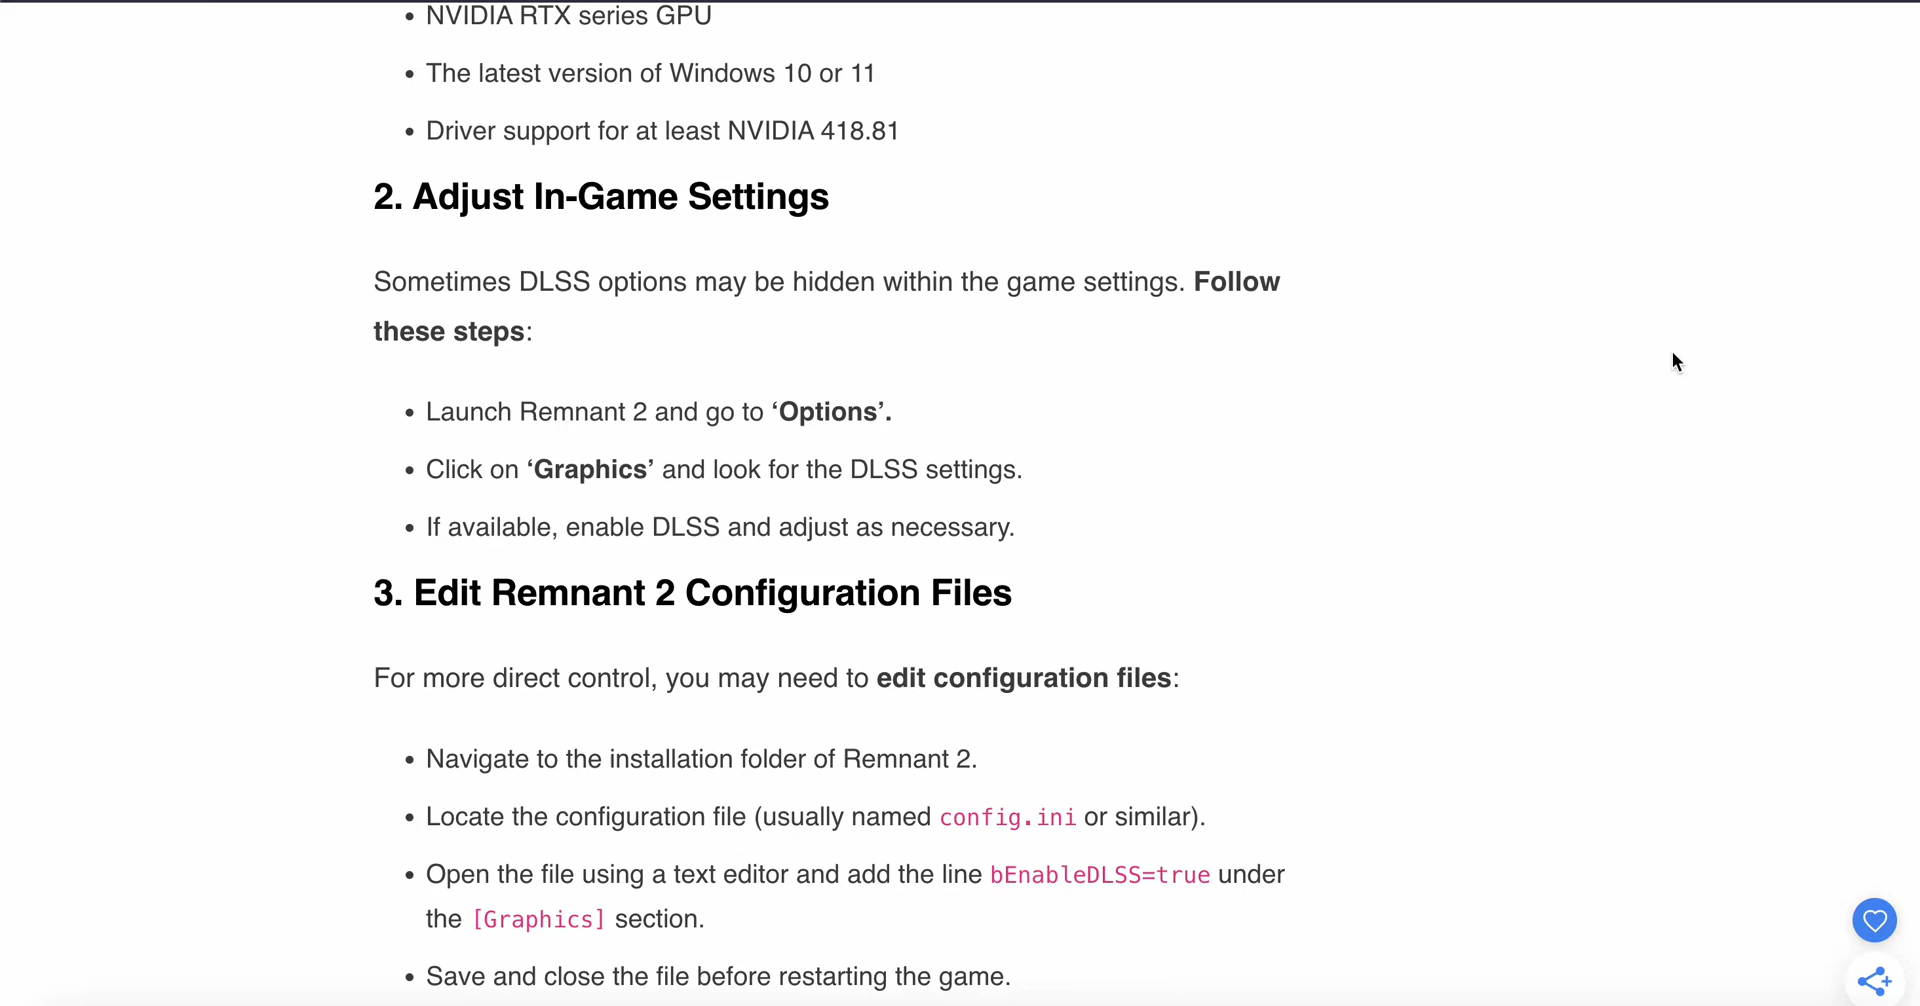 • NVIDIA RTX series GPU
• The latest version of Windows 10 or 11
• Driver support for at least NVIDIA 418.81
2. Adjust In-Game Settings
Sometimes DLSS options may be hidden within the game settings. Follow
these steps:
• Launch Remnant 2 and go to ‘Options’.
• Click on ‘Graphics’ and look for the DLSS settings.
• If available, enable DLSS and adjust as necessary.
3. Edit Remnant 2 Configuration Files
For more direct control, you may need to edit configuration files:
• Navigate to the installation folder of Remnant 2.
• Locate the configuration file (usually named config.ini or similar).
• Open the file using a text editor and add the line bEnableDLSS=true under
the [Graphics] section.
• Save and close the file before restarting the game.